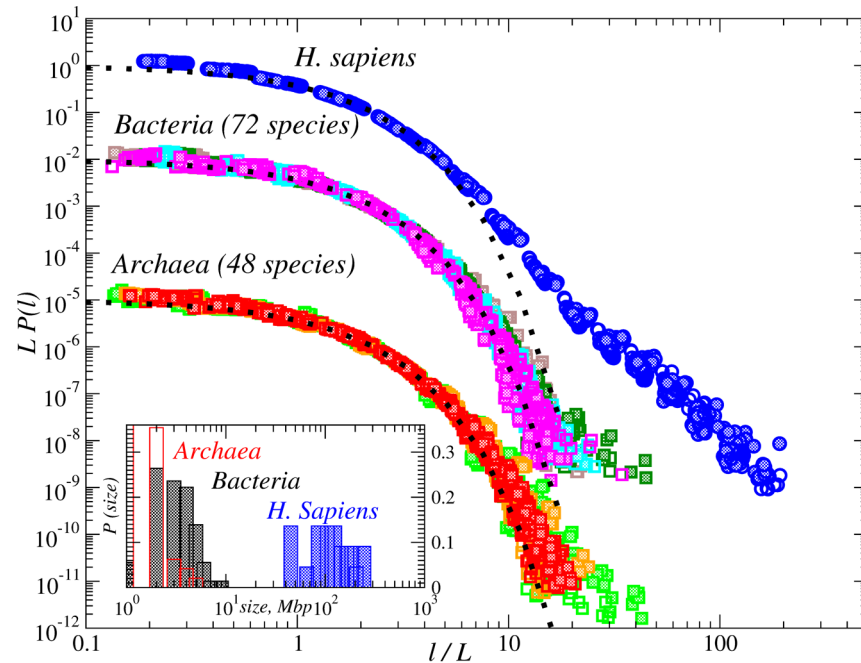 10^1
10^0
10^-1
10^-2
10^-3
10^-4
10^-5
10^-6
10^-7
10^-8
10^-9
10^-10
10^-11
10^-12
L P(l)
H. sapiens
Bacteria (72 species)
Archaea (48 species)
Archaea
Bacteria
H. Sapiens
P (size)
0.3
0.2
0.1
0
10^0 10^1 size, Mbp 10^2 10^3
0.1 1 10 100
l / L